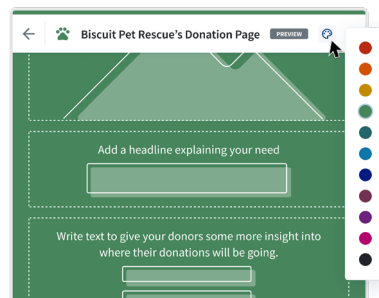 Biscuit Pet Rescue's Donation Page PREVIEW
Add a headline explaining your need
Write text to give your donors some more insight into
where their donations will be going.